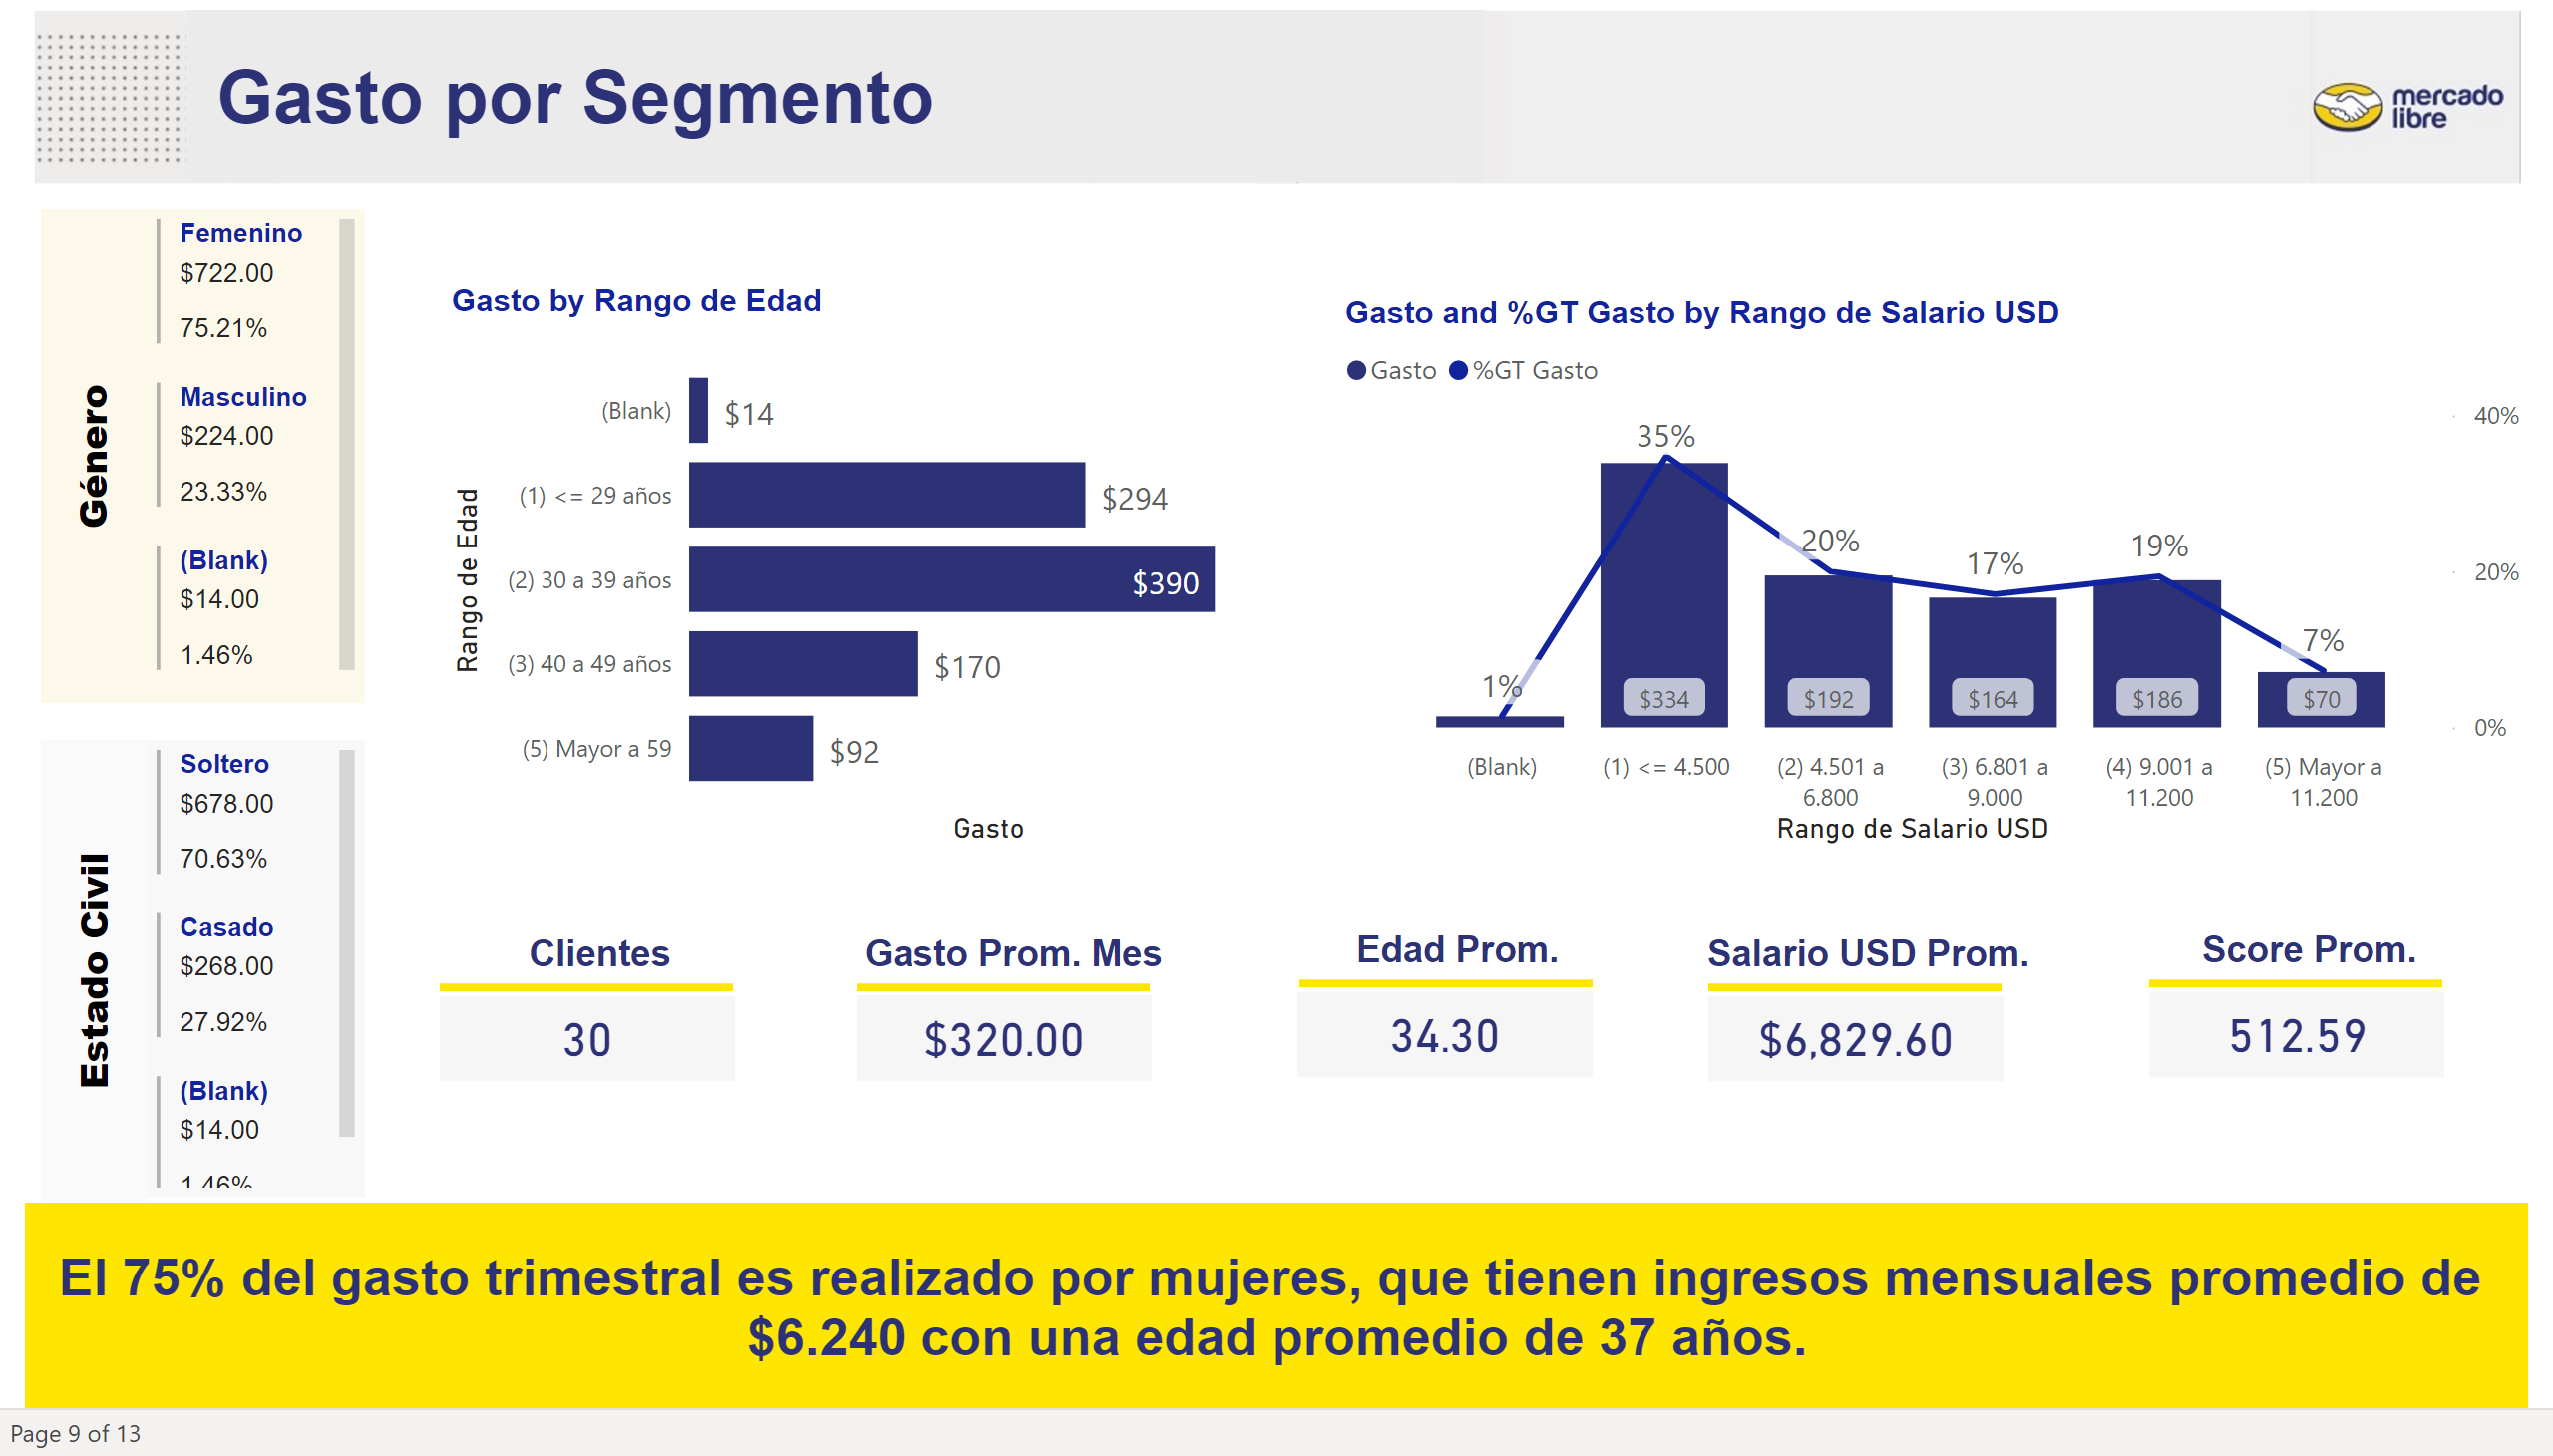 Gasto por Segmento
mercado
libre
Género
Femenino
$722.00
75.21%
Masculino
$224.00
23.33%
(Blank)
$14.00
1.46%
Estado Civil
Soltero
$678.00
70.63%
Casado
$268.00
27.92%
(Blank)
$14.00
1.46%
Gasto by Rango de Edad
Rango de Edad
(Blank)
$14
(1) <= 29 años
$294
(2) 30 a 39 años
$390
(3) 40 a 49 años
$170
(5) Mayor a 59
$92
Gasto
Gasto and %GT Gasto by Rango de Salario USD
Gasto %GT Gasto
40%
20%
0%
1%
35%
20%
17%
19%
7%
$334
$192
$164
$186
$70
(Blank)
(1) <= 4.500
(2) 4.501 a
6.800
(3) 6.801 a
9.000
(4) 9.001 a
11.200
(5) Mayor a
11.200
Rango de Salario USD
Clientes
30
Gasto Prom. Mes
$320.00
Edad Prom.
34.30
Salario USD Prom.
$6,829.60
Score Prom.
512.59
El 75% del gasto trimestral es realizado por mujeres, que tienen ingresos mensuales promedio de
$6.240 con una edad promedio de 37 años.
Page 9 of 13